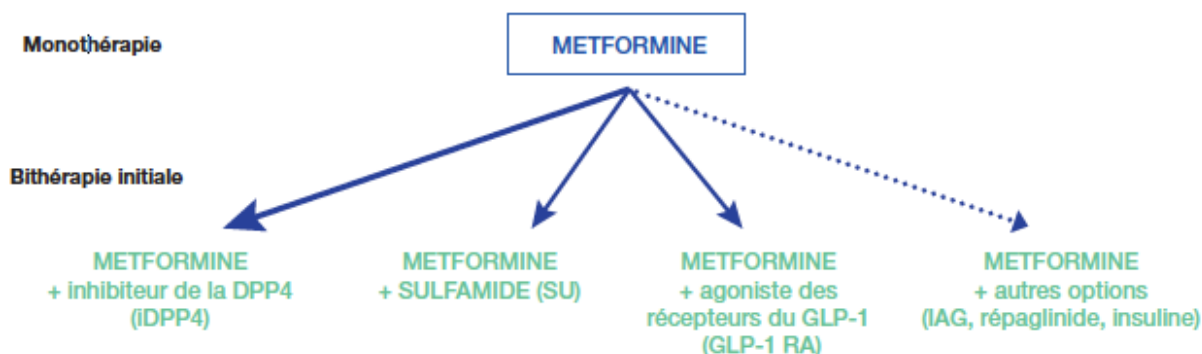 Monothérapie
METFORMINE
Bithérapie initiale
METFORMINE
+ inhibiteur de la DPP4
(iDPP4)
METFORMINE
+ SULFAMIDE (SU)
METFORMINE
+ agoniste des
récepteurs du GLP-1
(GLP-1 RA)
METFORMINE
+ autres options
(IAG, répaglinide, insuline)